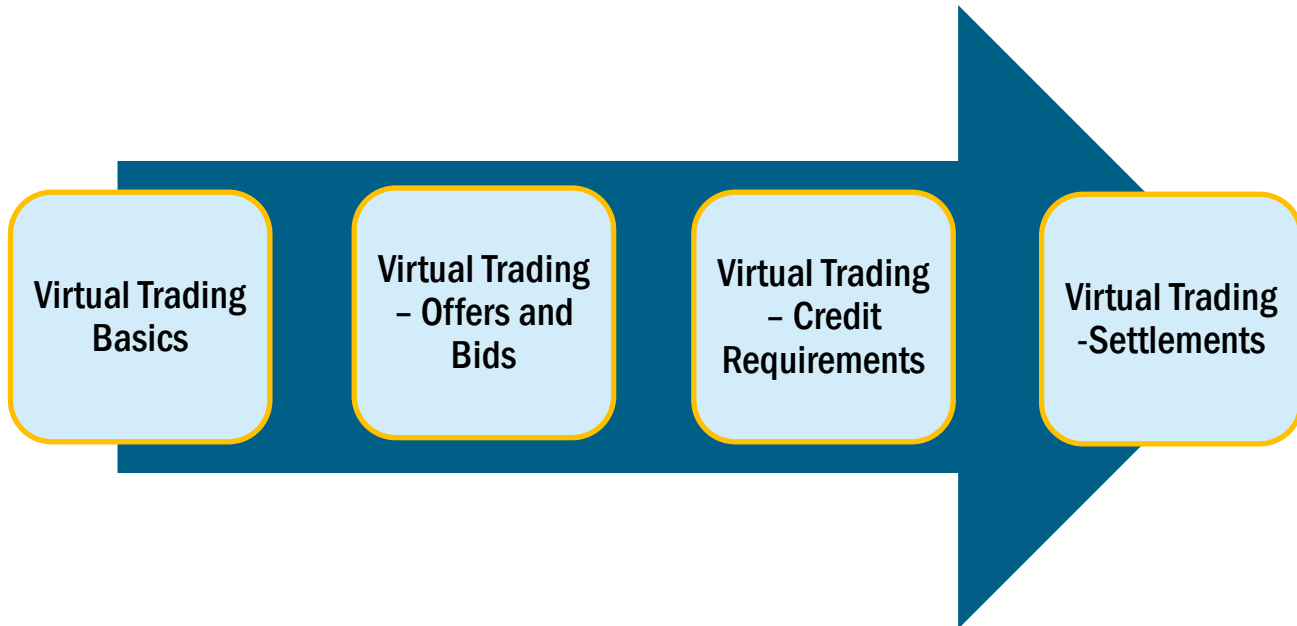 Virtual Trading
Basics
Virtual Trading
– Offers and
Bids
Virtual Trading
– Credit
Requirements
Virtual Trading
-Settlements